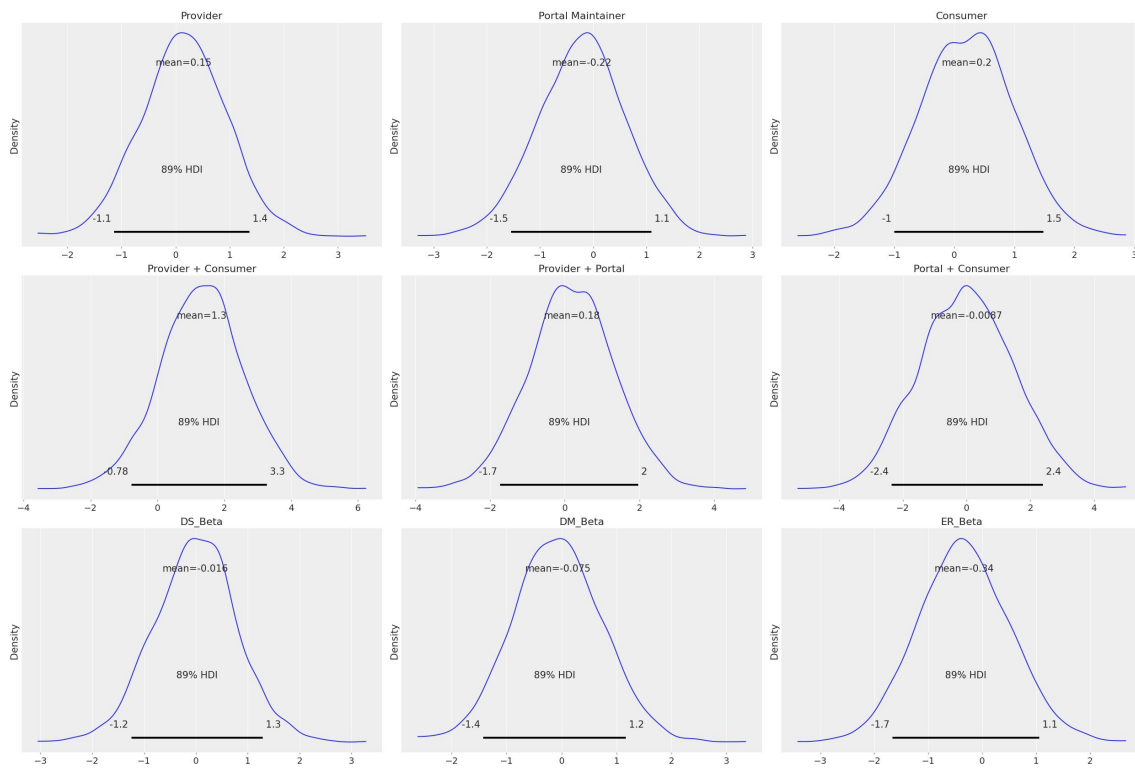 Provider
Portal Maintainer
Consumer
Density
mean=0.15
89% HDI
-1.1
1.4
−2 −1 0 1 2 3
Density
mean=-0.22
89% HDI
-1.5
1.1
−3 −2 −1 0 1 2 3
Density
mean=0.2
89% HDI
-1
1.5
−2 −1 0 1 2 3
Provider + Consumer
Provider + Portal
Portal + Consumer
Density
mean=1.3
89% HDI
-0.78
3.3
−4 −2 0 2 4 6
Density
mean=0.18
89% HDI
-1.7
2
−4 −2 0 2 4
Density
mean=-0.0087
89% HDI
-2.4
2.4
−4 −2 0 2 4
DS_Beta
DM_Beta
ER_Beta
Density
mean=-0.016
89% HDI
-1.2
1.3
−3 −2 −1 0 1 2 3
Density
mean=-0.075
89% HDI
-1.4
1.2
−2 −1 0 1 2 3
Density
mean=-0.34
89% HDI
-1.7
1.1
−3 −2 −1 0 1 2